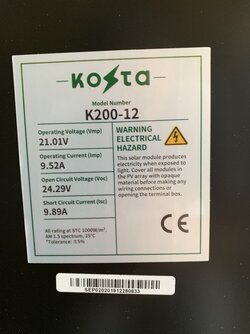 KOSTA
Model Number
K200-12
Operating Voltage (Vmp)
21.01V
Operating Current (Imp)
9.52A
Open Circuit Voltage (Voc)
24.29V
Short Circuit Current (Isc)
9.89A
All rating at STC 1000W/m²,
AM 1.5 spectrum, 25°C
*Tolerance: ±5%
WARNING
ELECTRICAL
HAZARD
This solar module produces
electricity when exposed to
light. Cover all modules in
the PV array with opaque
material before making any
wiring connections or
opening the terminal box.
CE
SEP020201912280833